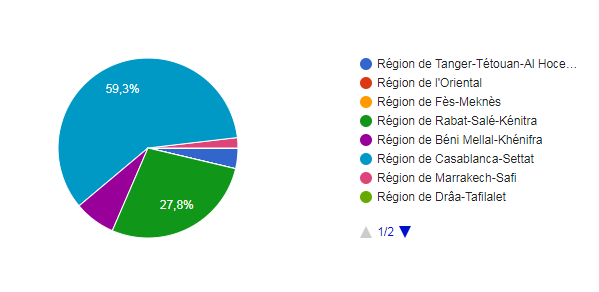 59,3%
27,8%
Région de Tanger-Tétouan-Al Hoce…
Région de l'Oriental
Région de Fès-Meknès
Région de Rabat-Salé-Kénitra
Région de Béni Mellal-Khénifra
Région de Casablanca-Settat
Région de Marrakech-Safi
Région de Drâa-Tafilalet
1/2